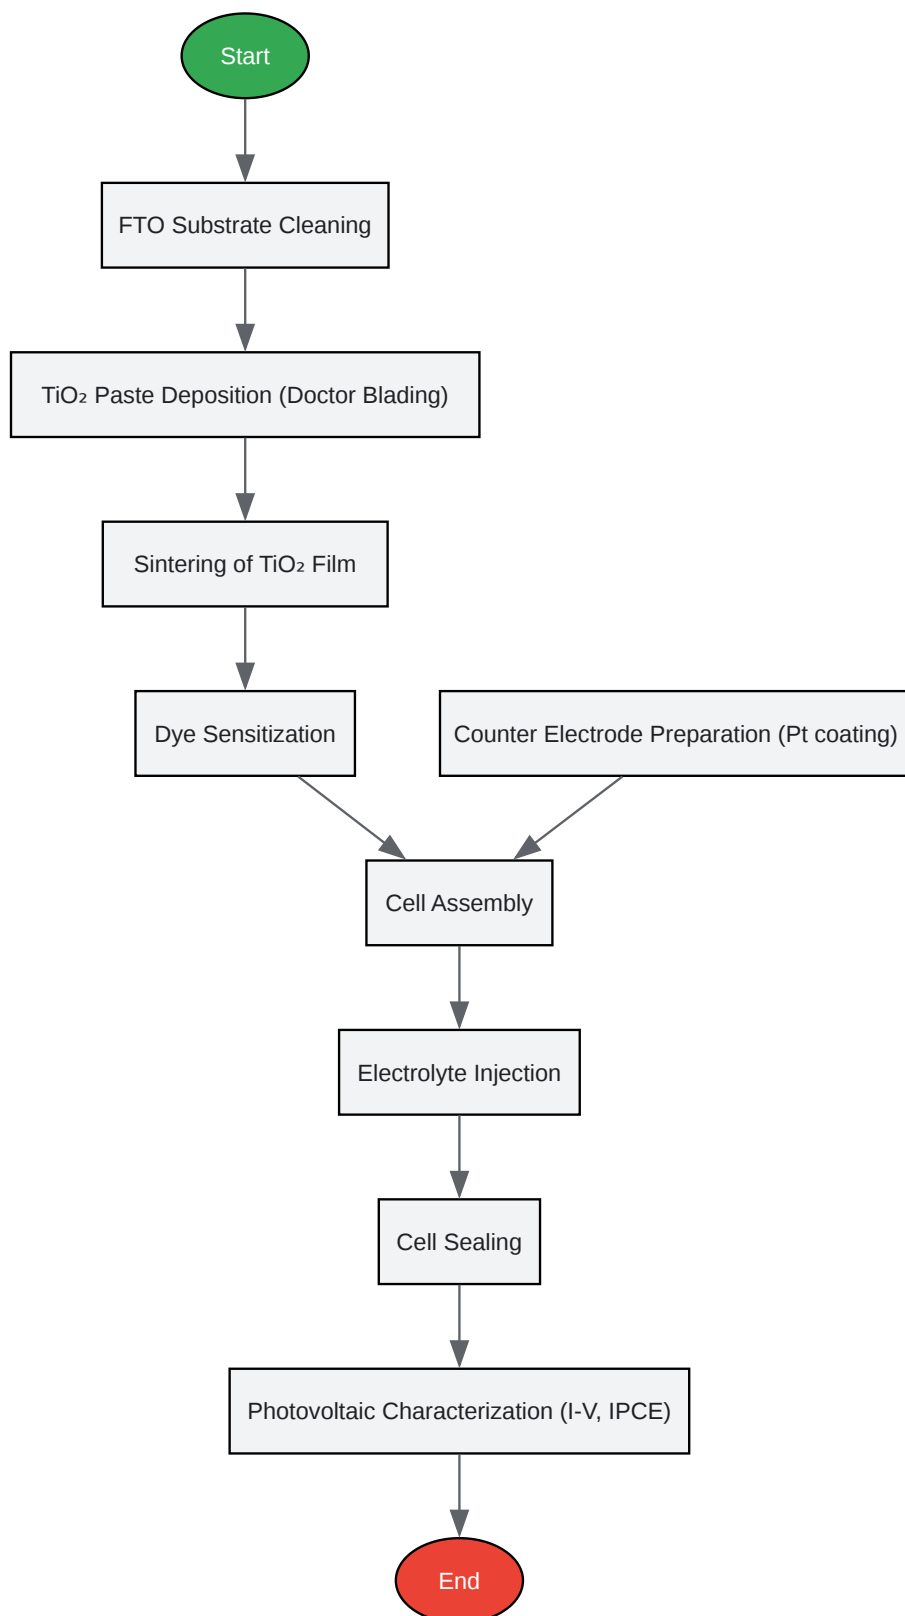 Start
FTO Substrate Cleaning
TiO₂ Paste Deposition (Doctor Blading)
Sintering of TiO₂ Film
Dye Sensitization
Counter Electrode Preparation (Pt coating)
Cell Assembly
Electrolyte Injection
Cell Sealing
Photovoltaic Characterization (I-V, IPCE)
End